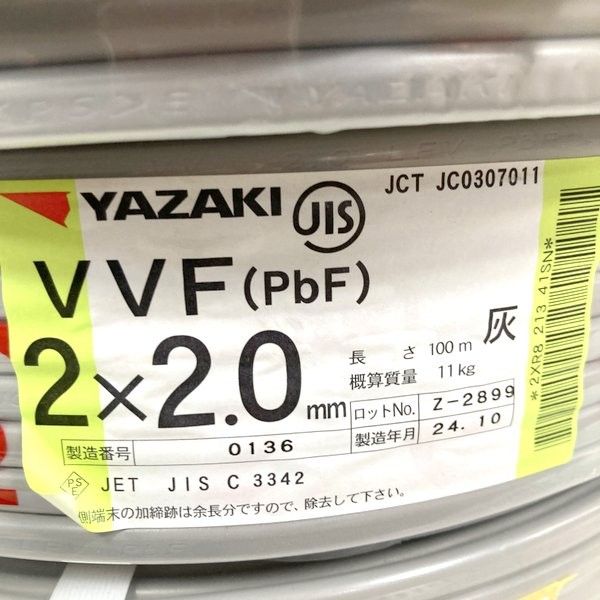 YAZAKI JIS JCT JC0307011
VVF(PbF)
2×2.0mm
灰
長さ 100m
概算質量 11kg
ロットNo. Z-2899
製造年月 24.10
製造番号 0136
PSE JET JIS C 3342
側端末の加締跡は余長分ですので、除去して下さい。
*2XR8 213 41SN*